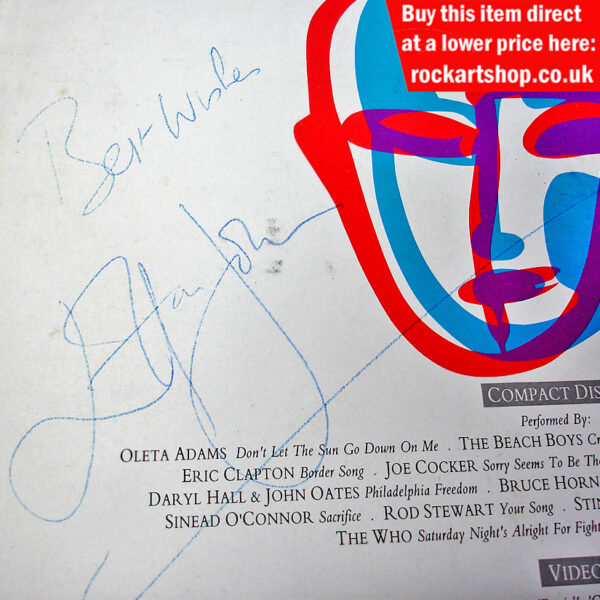 Buy this item direct
at a lower price here:
rockartshop.co.uk
Best Wishes
Elton John
COMPACT DIS
Performed By:
OLETA ADAMS Don't Let The Sun Go Down On Me . THE BEACH BOYS Cr
ERIC CLAPTON Border Song . JOE COCKER Sorry Seems To Be The
DARYL HALL & JOHN OATES Philadelphia Freedom . BRUCE HORN
SINEAD O'CONNOR Sacrifice . ROD STEWART Your Song . STIN
THE WHO Saturday Night's Alright For Fight
VIDEO